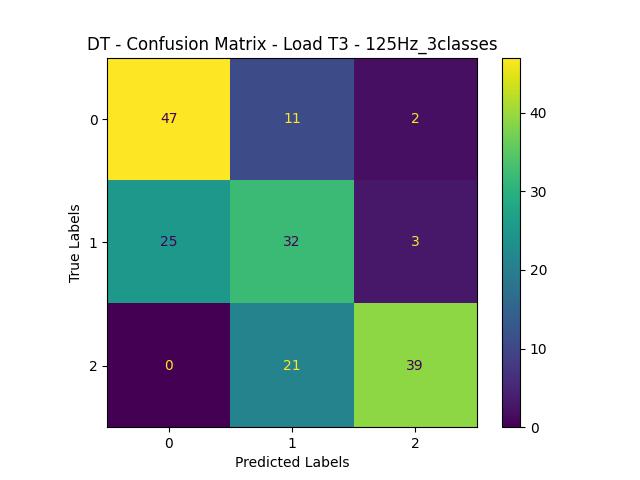 DT - Confusion Matrix - Load T3 - 125Hz_3classes
True Labels
0 47 11 2
1 25 32 3
2 0 21 39
0 1 2
Predicted Labels
40
30
20
10
0